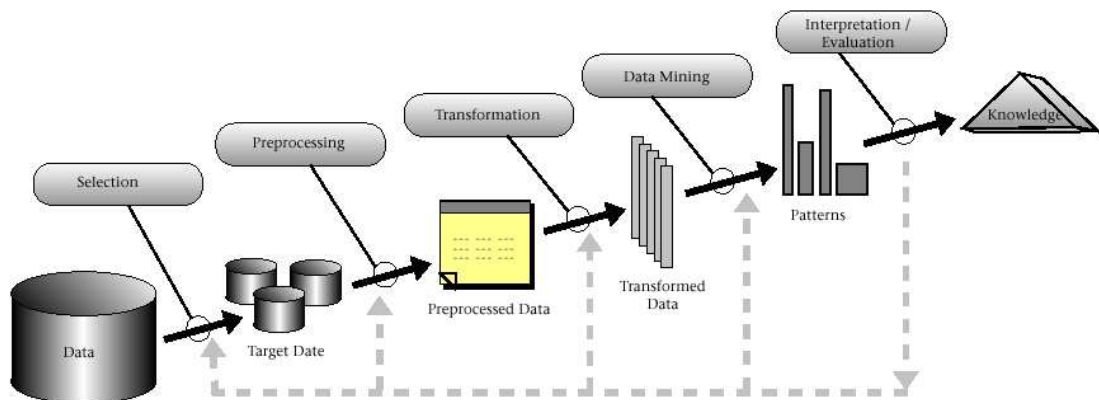 Interpretation /
Evaluation
Data Mining
Transformation
Preprocessing
Selection
Knowledge
Patterns
Transformed
Data
Preprocessed Data
Target Date
Data